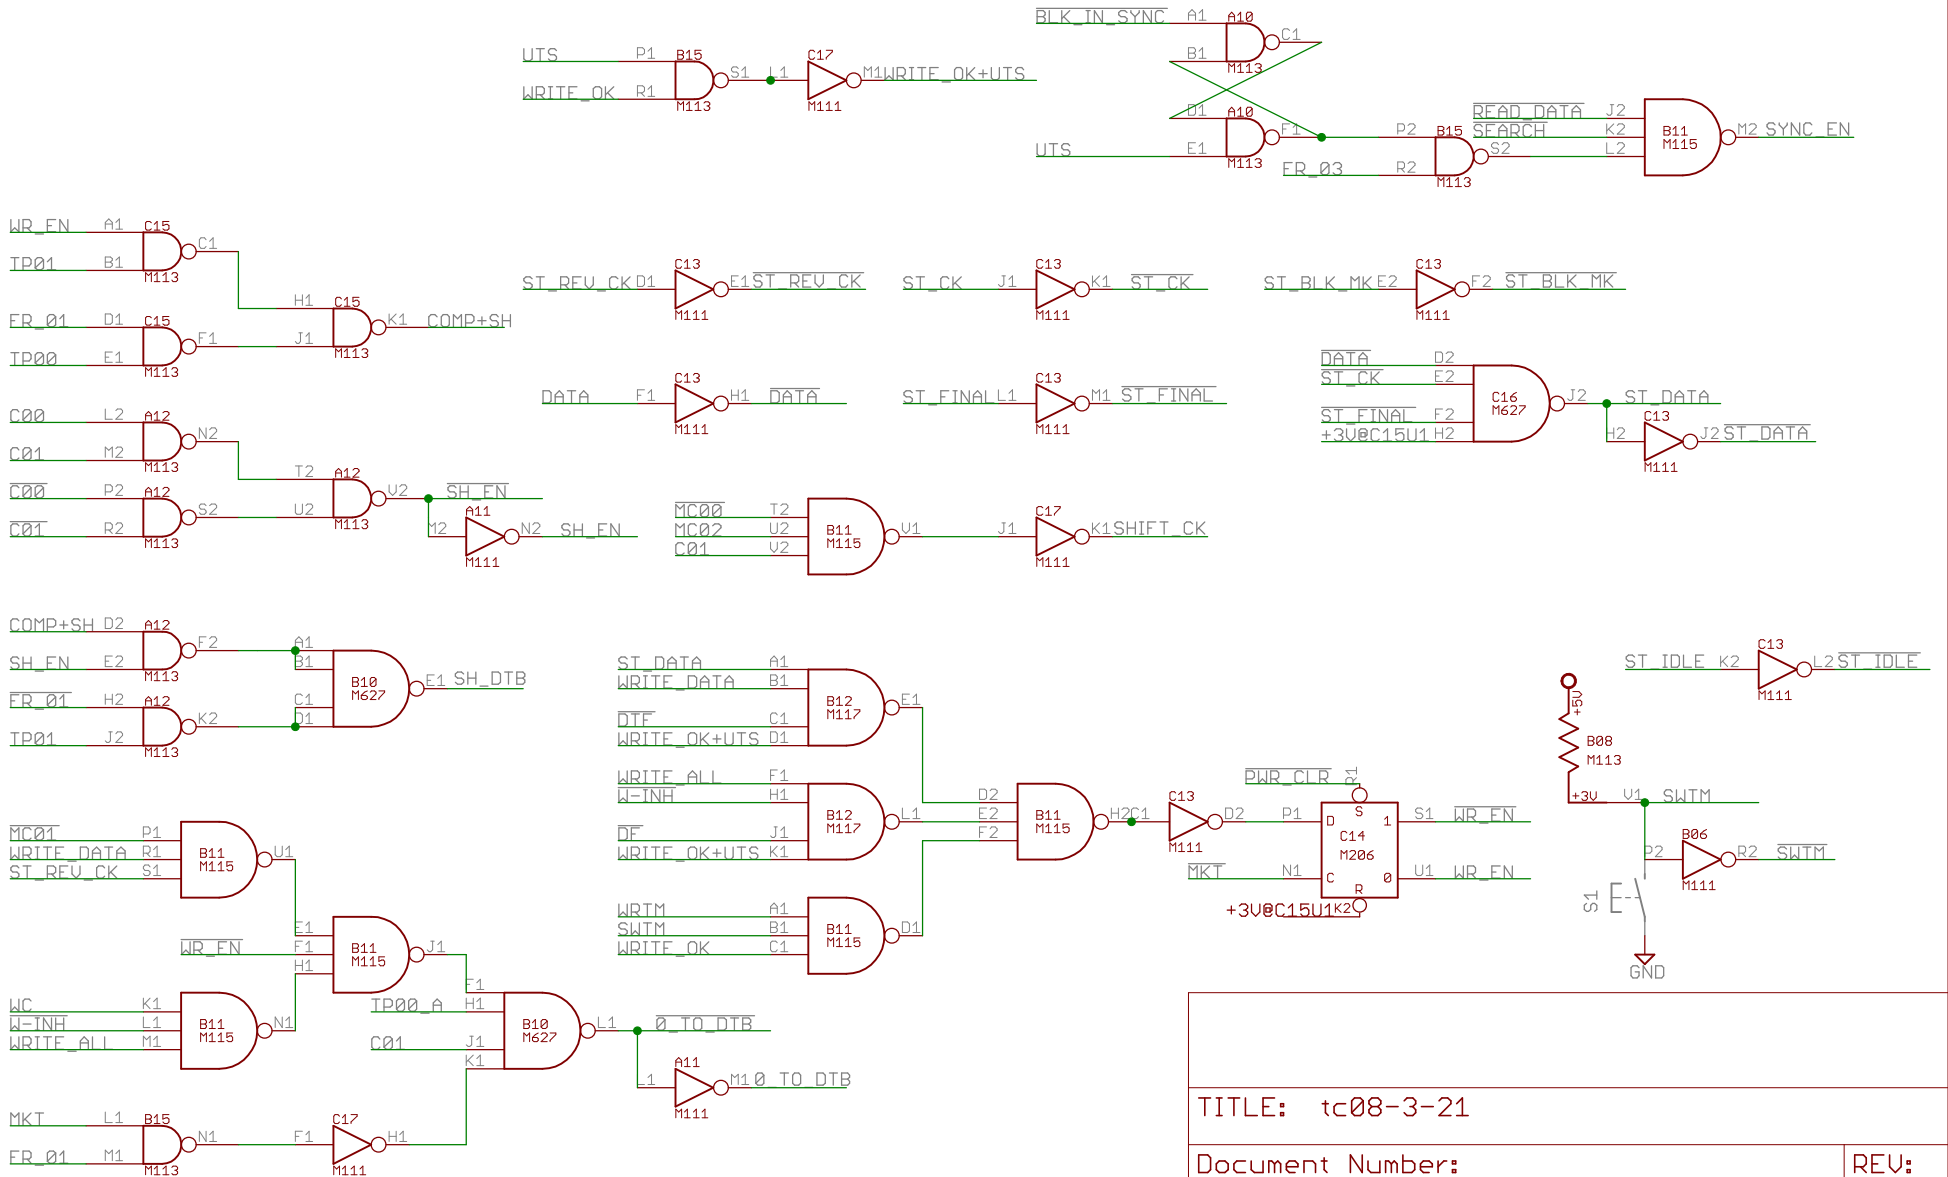 BLK_IN_SYNC A1 A10 C1
B1 M113
UTS P1 B15 S1 L1 C17 M1 WRITE_OK+UTS
WRITE_OK R1 M113 M111
D1 A10 F1 P2 B15 S2
UTS E1 M113 FR_03 R2 M113
READ_DATA J2
SEARCH K2 B11 M2 SYNC_EN
L2 M115
WR_EN A1 C15 C1
TP01 B1 M113
H1 C15 K1 COMP+SH
FR_01 D1 C15 F1 J1 M113
TP00 E1 M113
ST_REV_CK D1 C13 E1 ST_REV_CK
M111
ST_CK J1 C13 K1 ST_CK
M111
ST_BLK_MK E2 C13 F2 ST_BLK_MK
M111
DATA F1 C13 H1 DATA
M111
ST_FINAL L1 C13 M1 ST_FINAL
M111
DATA D2
ST_CK E2
C16 J2 ST_DATA
ST_FINAL F2 M627
+3V@C15U1 H2
H2 C13 J2 ST_DATA
M111
C00 L2 A12 N2
C01 M2 M113
T2 A12 V2 SH_EN
C00 P2 A12 S2 U2 M113
C01 R2 M113
M2 A11 N2 SH_EN
M111
MC00 T2
MC02 U2 B11 V1 J1 C17 K1 SHIFT_CK
C01 V2 M115 M111
COMP+SH D2 A12 F2 A1
SH_EN E2 M113 B1
B10 E1 SH_DTB
M627
FR_01 H2 A12 K2 C1
TP01 J2 M113 D1
ST_DATA A1
WRITE_DATA B1 B12 E1
DTF C1 M117
WRITE_OK+UTS D1
WRITE_ALL F1
W-INH H1 B12 L1
DF J1 M117
WRITE_OK+UTS K1
D2
E2 B11 H2 C1 C13 D2
F2 M115 M111
WRTM A1
SWTM B1 B11 D1
WRITE_OK C1 M115
PWR_CLR R1
S
P1 D 1 S1 WR_EN
C14
M206
MKT N1 C 0 U1 WR_EN
R
+3V@C15U1 K2
ST_IDLE K2 C13 L2 ST_IDLE
M111
+5V
B08
M113
+3V V1 SWTM
P2 B06 R2 SWTM
M111
S1
GND
MC01 P1
WRITE_DATA R1 B11 U1
ST_REV_CK S1 M115
E1
WR_EN F1 B11 J1
H1 M115
WC K1
W-INH L1 B11 N1
WRITE_ALL M1 M115
F1
TP00_A H1
B10 L1 0_TO_DTB
C01 J1 M627
K1
L1 A11 M1 0_TO_DTB
M111
MKT L1 B15 N1 F1 C17 H1
FR_01 M1 M113 M111
TITLE: tc08-3-21
Document Number: REV: